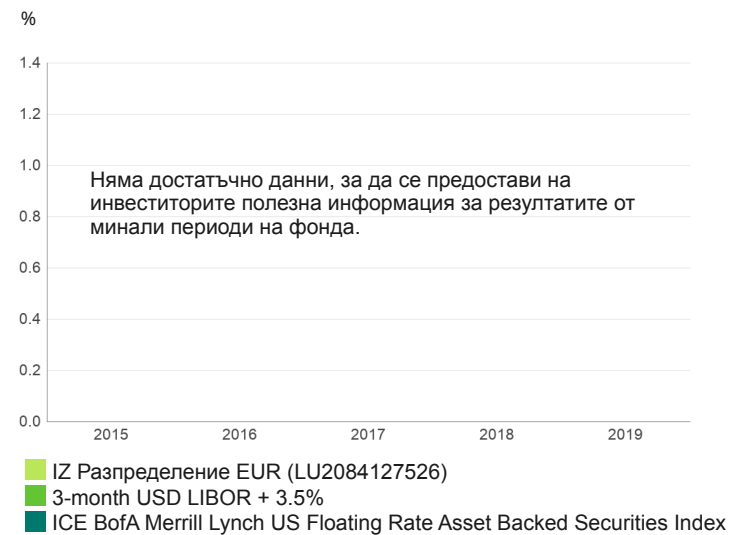 %
1.4
1.2
1.0
Няма достатъчно данни, за да се предостави на
инвеститорите полезна информация за резултатите от
0.8
минали периоди на фонда.
0.6
0.4
0.2
0.0
2015 2016 2017 2018 2019
IZ Разпределение EUR (LU2084127526)
3-month USD LIBOR + 3.5%
ICE BofA Merrill Lynch US Floating Rate Asset Backed Securities Index